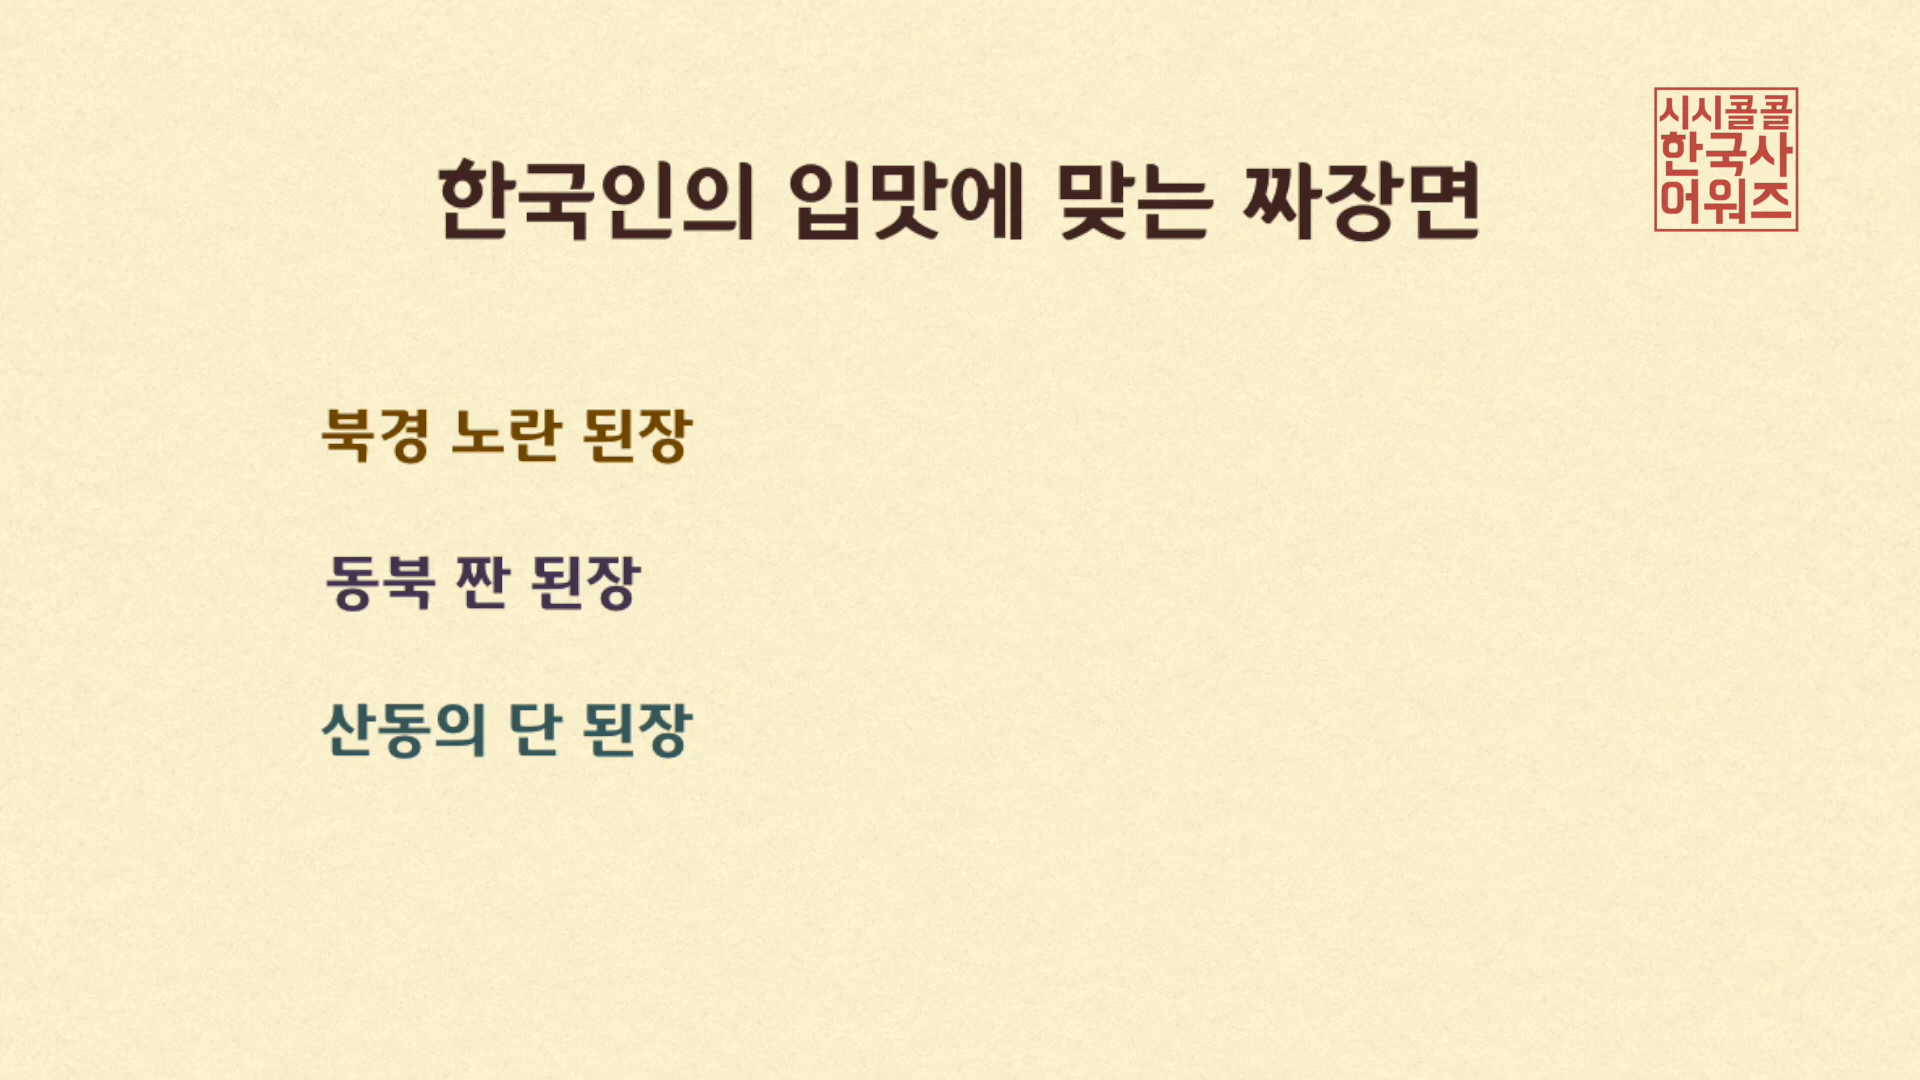 한국인의 입맛에 맞는 짜장면
시시콜콜
한국사
어워즈
북경 노란 된장
동북 짠 된장
산동의 단 된장